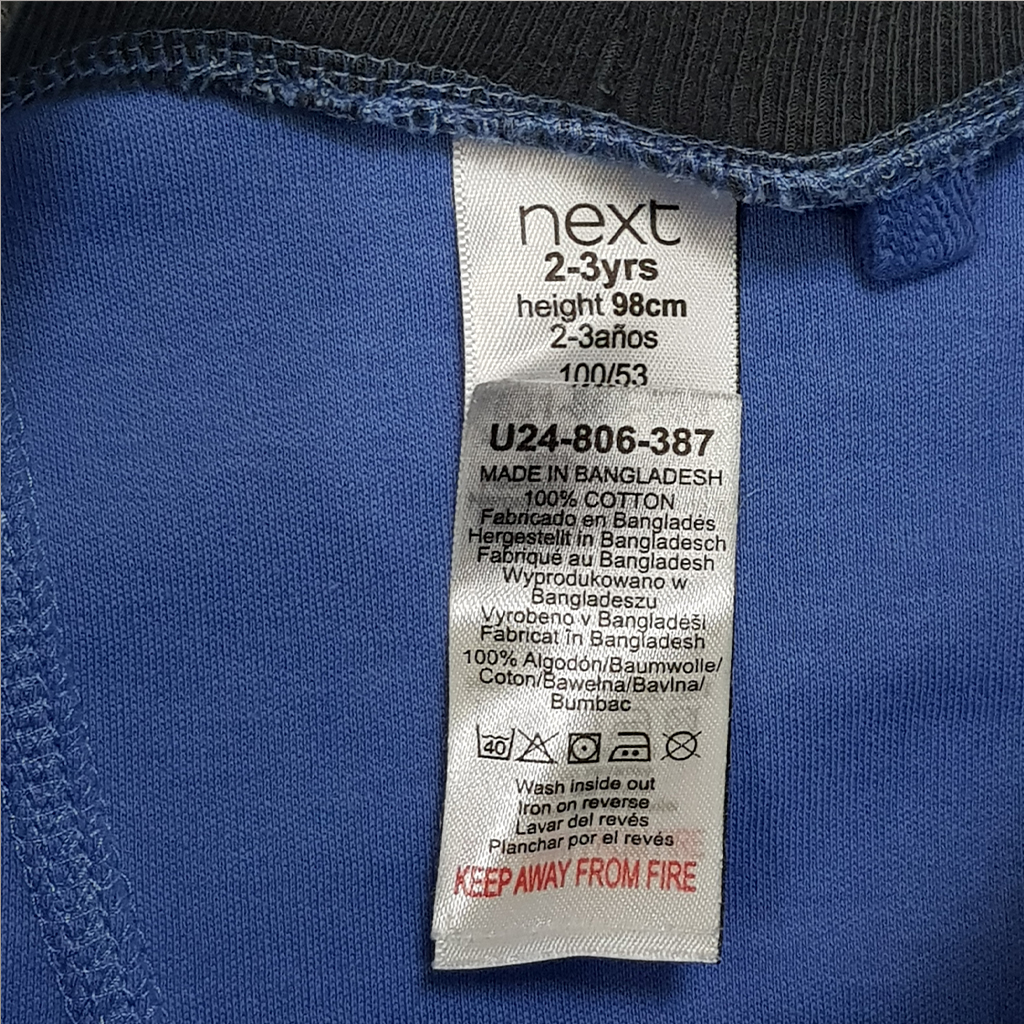 next
2-3yrs
height 98cm
2-3años
100/53
U24-806-387
MADE IN BANGLADESH
100% COTTON
Fabricado en Bangladés
Hergestellt in Bangladesch
Fabriqué au Bangladesh
Wyprodukowano w
Bangladeszu
Vyrobeno v Bangladéši
Fabricat în Bangladesh
100% Algodón/Baumwolle/
Coton/Bawełna/Bavlna/
Bumbac
40
Wash inside out
Iron on reverse
Lavar del revés
Planchar por el revés
KEEP AWAY FROM FIRE